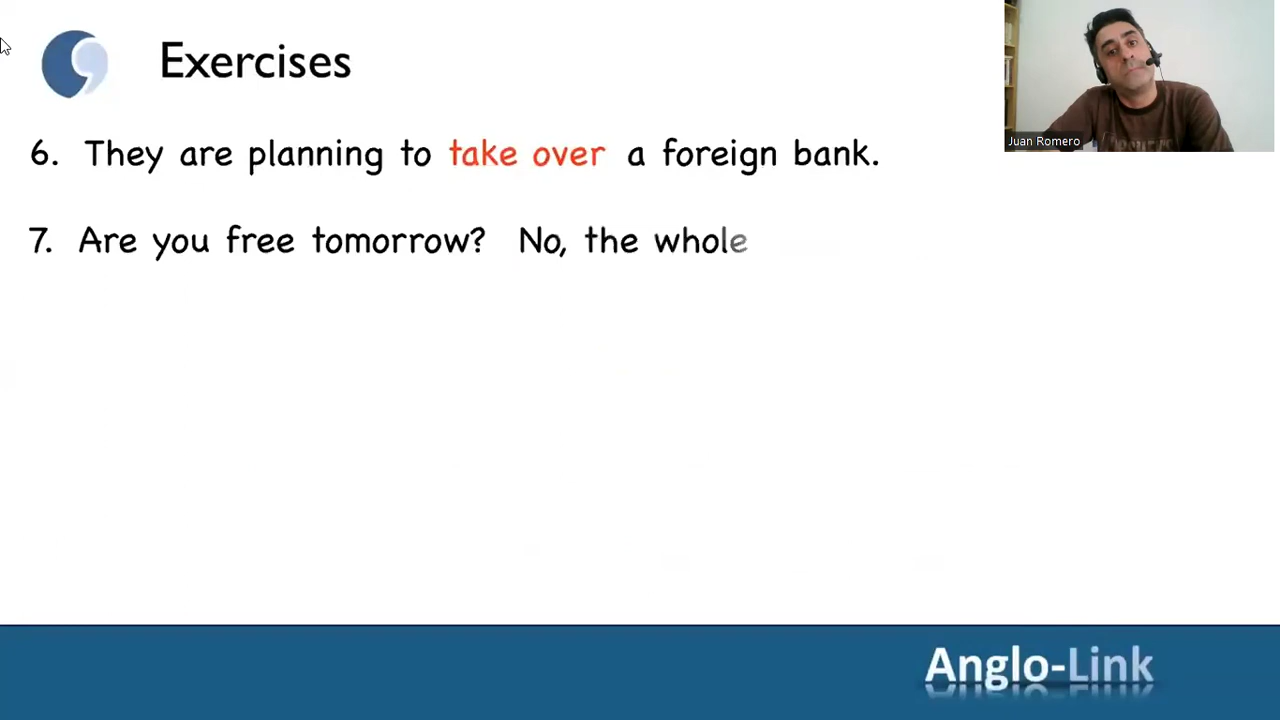 Exercises
Juan Romero
6. They are planning to take over a foreign bank.
7. Are you free tomorrow? No, the whole
Anglo-Link